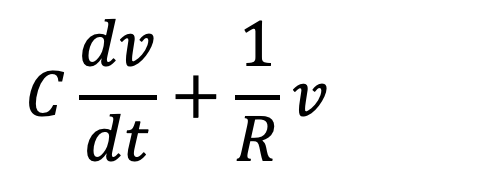 C dv/dt + 1/R v